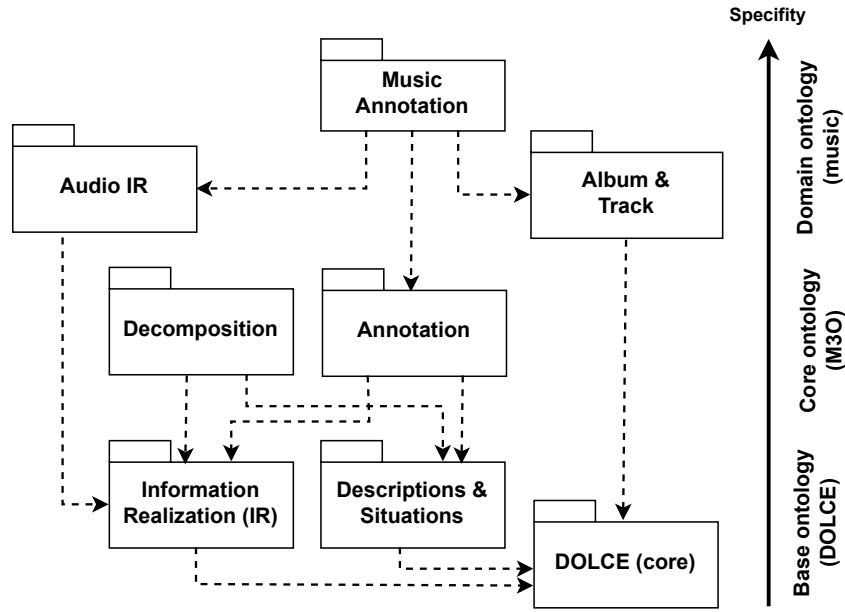 Specifity
Music
Annotation
Audio IR
Album &
Track
Domain ontology
(music)
Decomposition
Annotation
Core ontology
(M3O)
Information
Realization (IR)
Descriptions &
Situations
DOLCE (core)
Base ontology
(DOLCE)